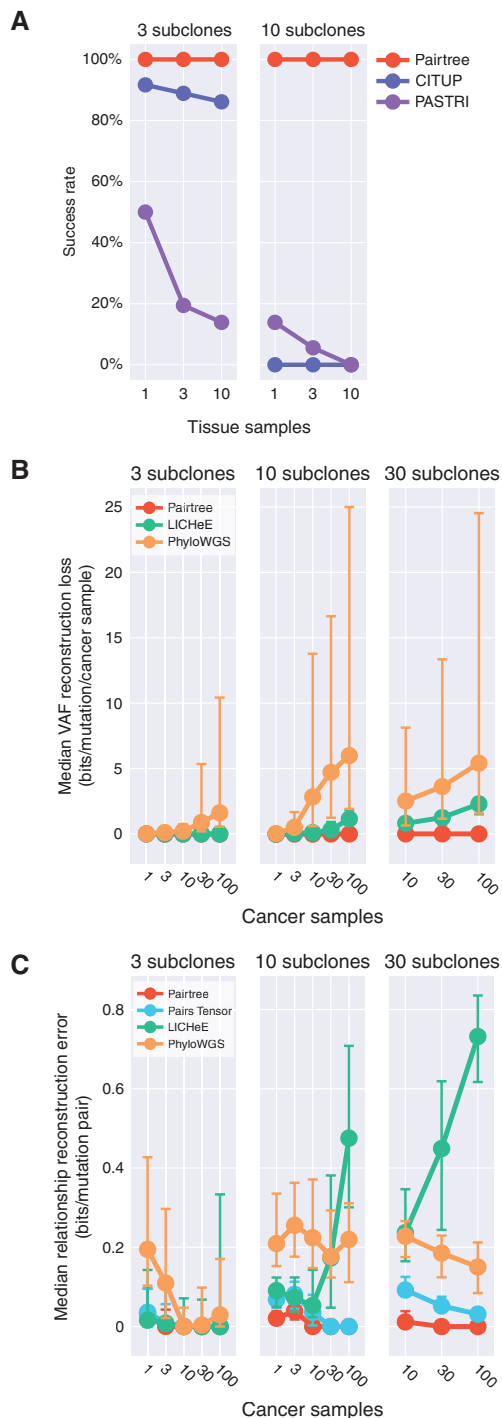 A
3 subclones
10 subclones
Pairtree
CITUP
PASTRI
Success rate
100%
80%
60%
40%
20%
0%
1 3 10
1 3 10
Tissue samples
B
3 subclones
10 subclones
30 subclones
Pairtree
LICHeE
PhyloWGS
Median VAF reconstruction loss
(bits/mutation/cancer sample)
25
20
15
10
5
0
1 3 10 30 100
1 3 10 30 100
10 30 100
Cancer samples
C
3 subclones
10 subclones
30 subclones
Pairtree
Pairs Tensor
LICHeE
PhyloWGS
Median relationship reconstruction error
(bits/mutation pair)
0.8
0.6
0.4
0.2
0
1 3 10 30 100
1 3 10 30 100
10 30 100
Cancer samples